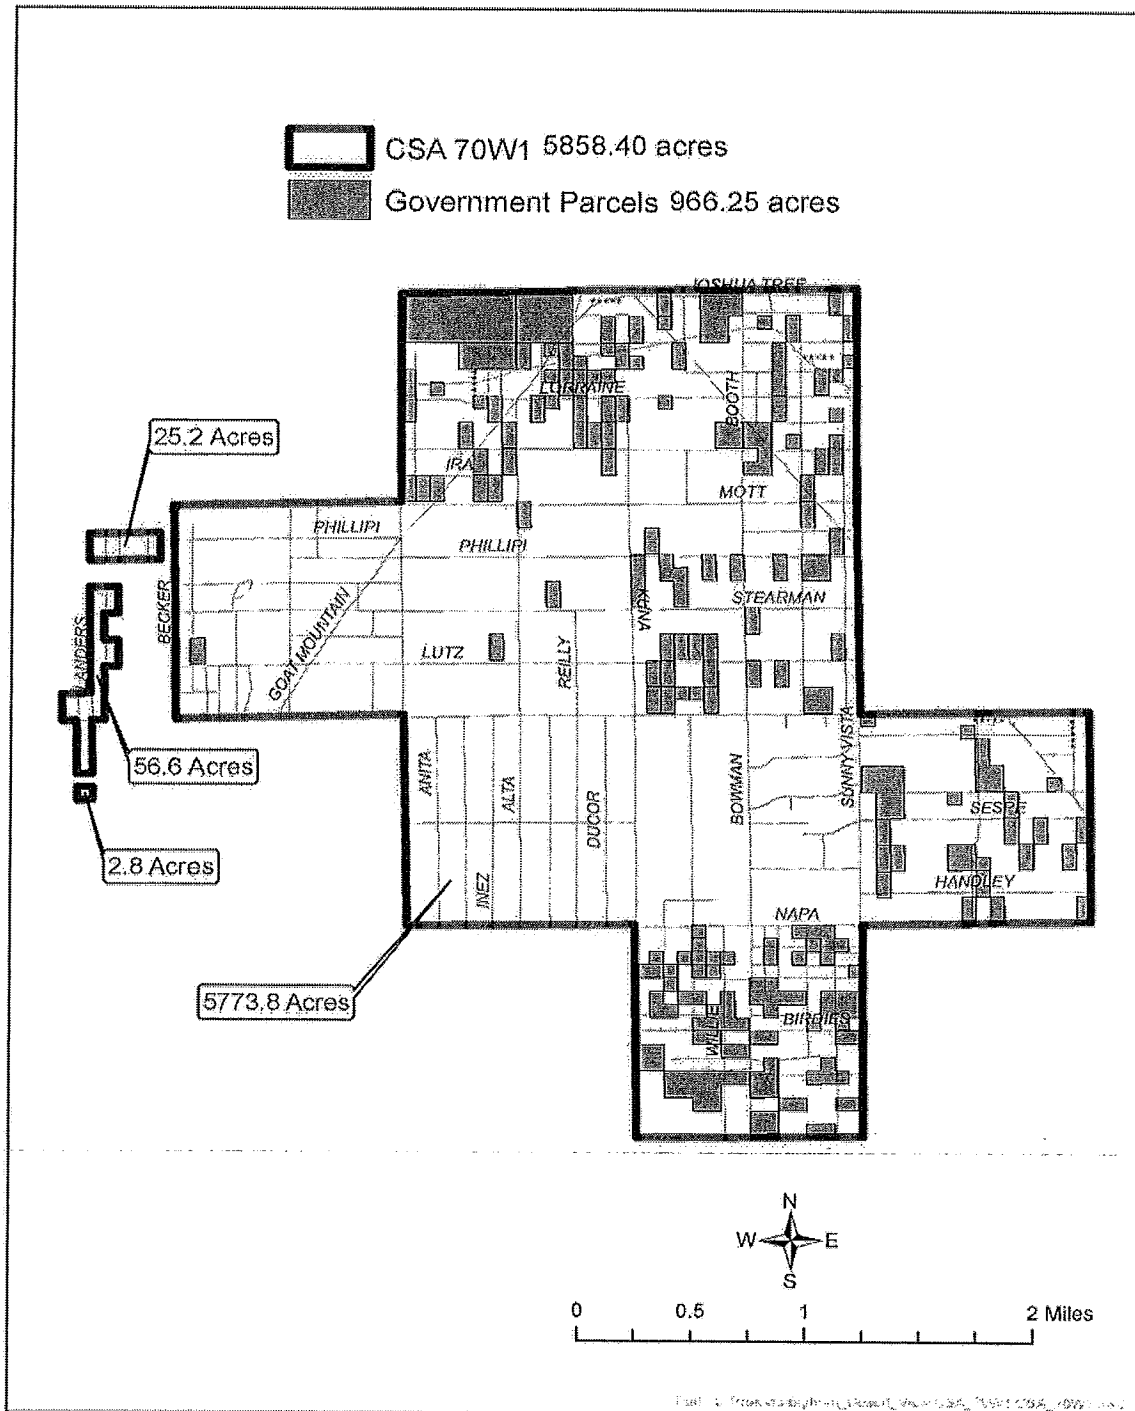 CSA 70W1 5858.40 acres
Government Parcels 966.25 acres
JOSHUA TREE
LORRAINE
BOOTH
25.2 Acres
IRA
MOTT
PHILLIPI
PHILLIPI
BECKER
KUNA
STEARMAN
GOAT MOUNTAIN
LANDERS
LUTZ
REILLY
56.6 Acres
ANITA
ALTA
DUCOR
BOWMAN
SUNNY VISTA
SESPE
2.8 Acres
INEZ
HANDLEY
NAPA
5773.8 Acres
WILLIE
BIRDIES
N
W E
S
0 0.5 1 2 Miles